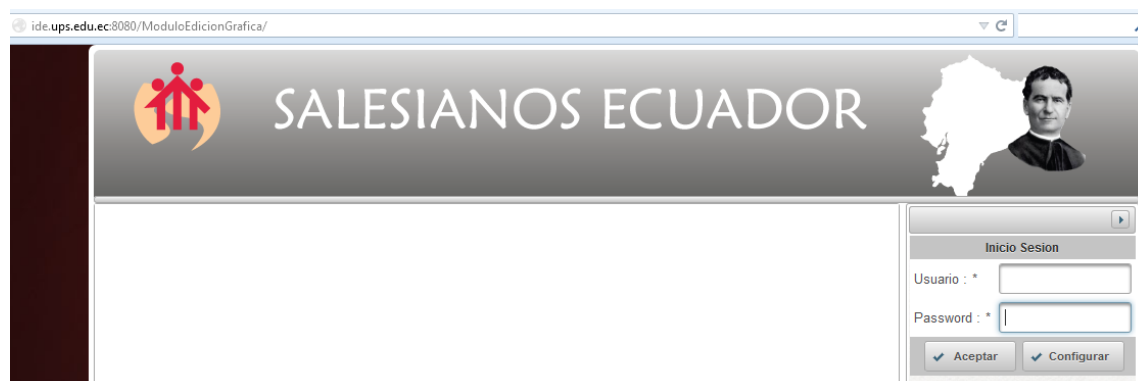 ide.ups.edu.ec:8080/ModuloEdicionGrafica/
SALESIANOS ECUADOR
Inicio Sesion
Usuario : *
Password : *
Aceptar
Configurar